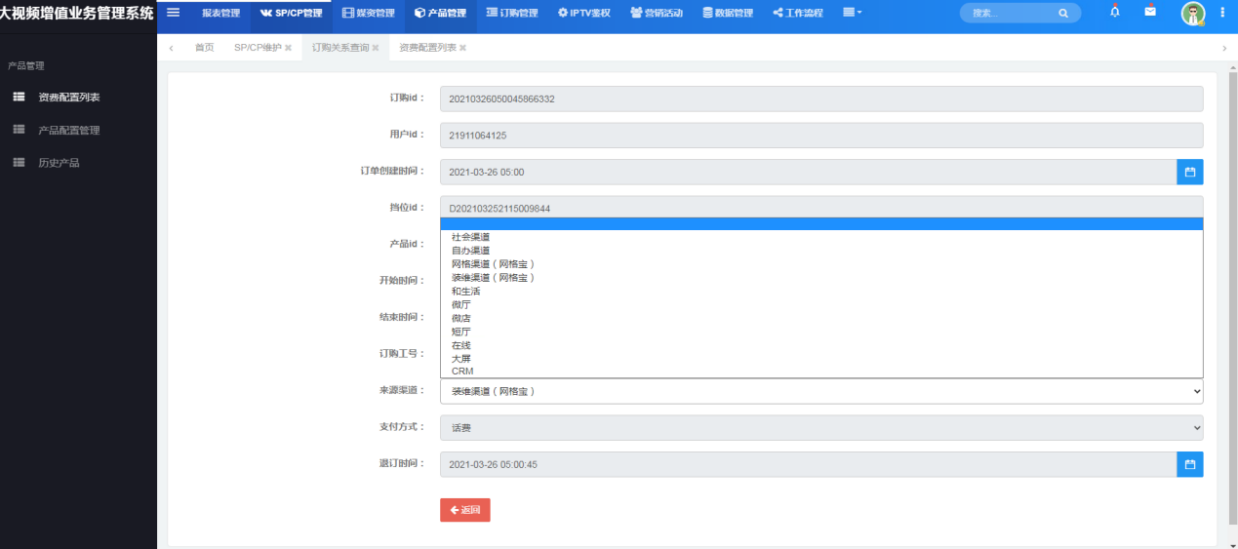 大视频增值业务管理系统
报表管理 SP/CP管理 媒资管理 产品管理 订购管理 IPTV鉴权 营销活动 数据管理 工作流程
搜索...
首页 SP/CP维护 订购关系查询 资费配置列表
产品管理
资费配置列表
产品配置管理
历史产品
订购id： 20210326050045866332
用户id： 21911064125
订单创建时间： 2021-03-26 05:00
挡位id： D202103252115009844
产品id：
社会渠道
自办渠道
网格渠道（网格宝）
装维渠道（网格宝）
开始时间：
和生活
微厅
结束时间：
微店
短厅
在线
订购工号：
大屏
CRM
来源渠道： 装维渠道（网格宝）
支付方式： 话费
退订时间： 2021-03-26 05:00:45
返回